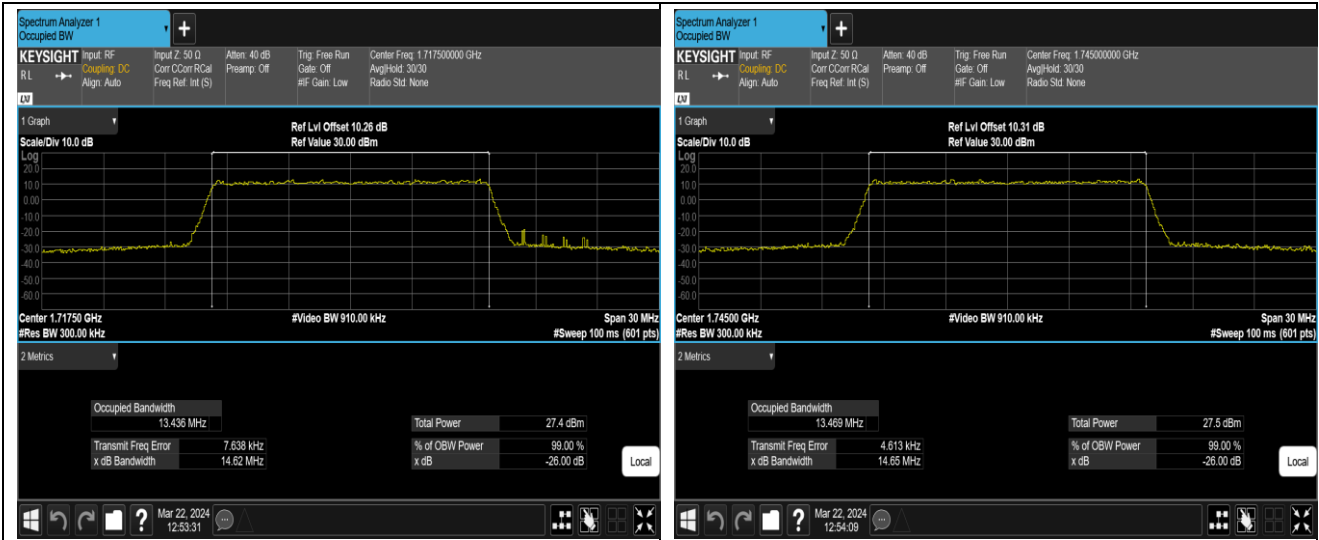 Spectrum Analyzer 1
Occupied BW
+
KEYSIGHT Input: RF Input Z: 50 Ω Atten: 40 dB Trig: Free Run Center Freq: 1.717500000 GHz
RL Coupling: DC Corr CCorr RCal Preamp: Off Gate: Off Avg|Hold: 30/30
Align: Auto Freq Ref: Int (S) #IF Gain: Low Radio Std: None
LXI
1 Graph
Ref Lvl Offset 10.26 dB
Scale/Div 10.0 dB Ref Value 30.00 dBm
Log
20.0
10.0
0.00
-10.0
-20.0
-30.0
-40.0
-50.0
-60.0
Center 1.71750 GHz #Video BW 910.00 kHz Span 30 MHz
#Res BW 300.00 kHz #Sweep 100 ms (601 pts)
2 Metrics
Occupied Bandwidth
13.436 MHz Total Power 27.4 dBm
Transmit Freq Error 7.638 kHz % of OBW Power 99.00 %
x dB Bandwidth 14.62 MHz x dB -26.00 dB
Local
? Mar 22, 2024
12:53:31
Spectrum Analyzer 1
Occupied BW
+
KEYSIGHT Input: RF Input Z: 50 Ω Atten: 40 dB Trig: Free Run Center Freq: 1.745000000 GHz
RL Coupling: DC Corr CCorr RCal Preamp: Off Gate: Off Avg|Hold: 30/30
Align: Auto Freq Ref: Int (S) #IF Gain: Low Radio Std: None
LXI
1 Graph
Ref Lvl Offset 10.31 dB
Scale/Div 10.0 dB Ref Value 30.00 dBm
Log
20.0
10.0
0.00
-10.0
-20.0
-30.0
-40.0
-50.0
-60.0
Center 1.74500 GHz #Video BW 910.00 kHz Span 30 MHz
#Res BW 300.00 kHz #Sweep 100 ms (601 pts)
2 Metrics
Occupied Bandwidth
13.469 MHz Total Power 27.5 dBm
Transmit Freq Error 4.613 kHz % of OBW Power 99.00 %
x dB Bandwidth 14.65 MHz x dB -26.00 dB
Local
? Mar 22, 2024
12:54:09